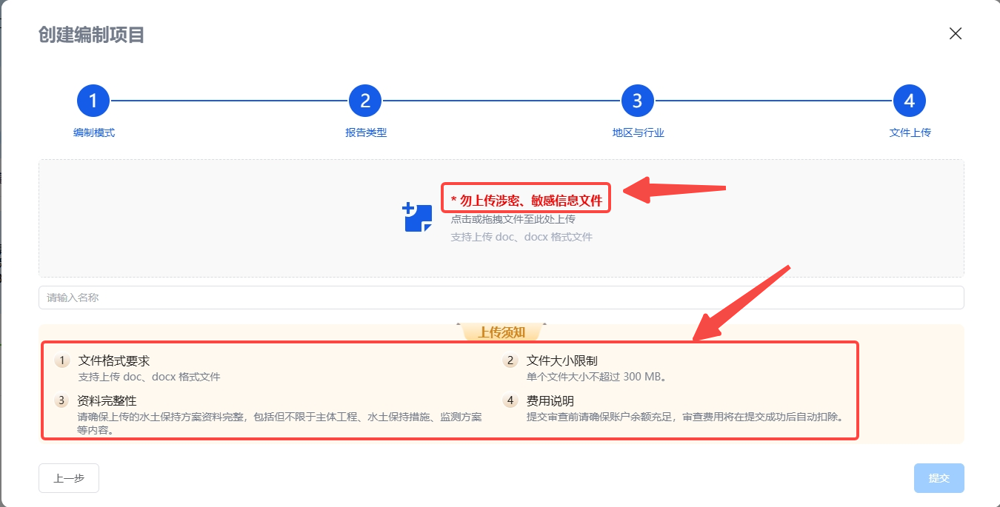 创建编制项目
1
2
3
4
编制模式
报告类型
地区与行业
文件上传
* 勿上传涉密、敏感信息文件
点击或拖拽文件至此处上传
支持上传 doc、docx 格式文件
请输入名称
上传须知
1 文件格式要求
支持上传 doc、docx 格式文件
2 文件大小限制
单个文件大小不超过 300 MB。
3 资料完整性
请确保上传的水土保持方案资料完整，包括但不限于主体工程、水土保持措施、监测方案
等内容。
4 费用说明
提交审查前请确保账户余额充足，审查费用将在提交成功后自动扣除。
上一步
提交